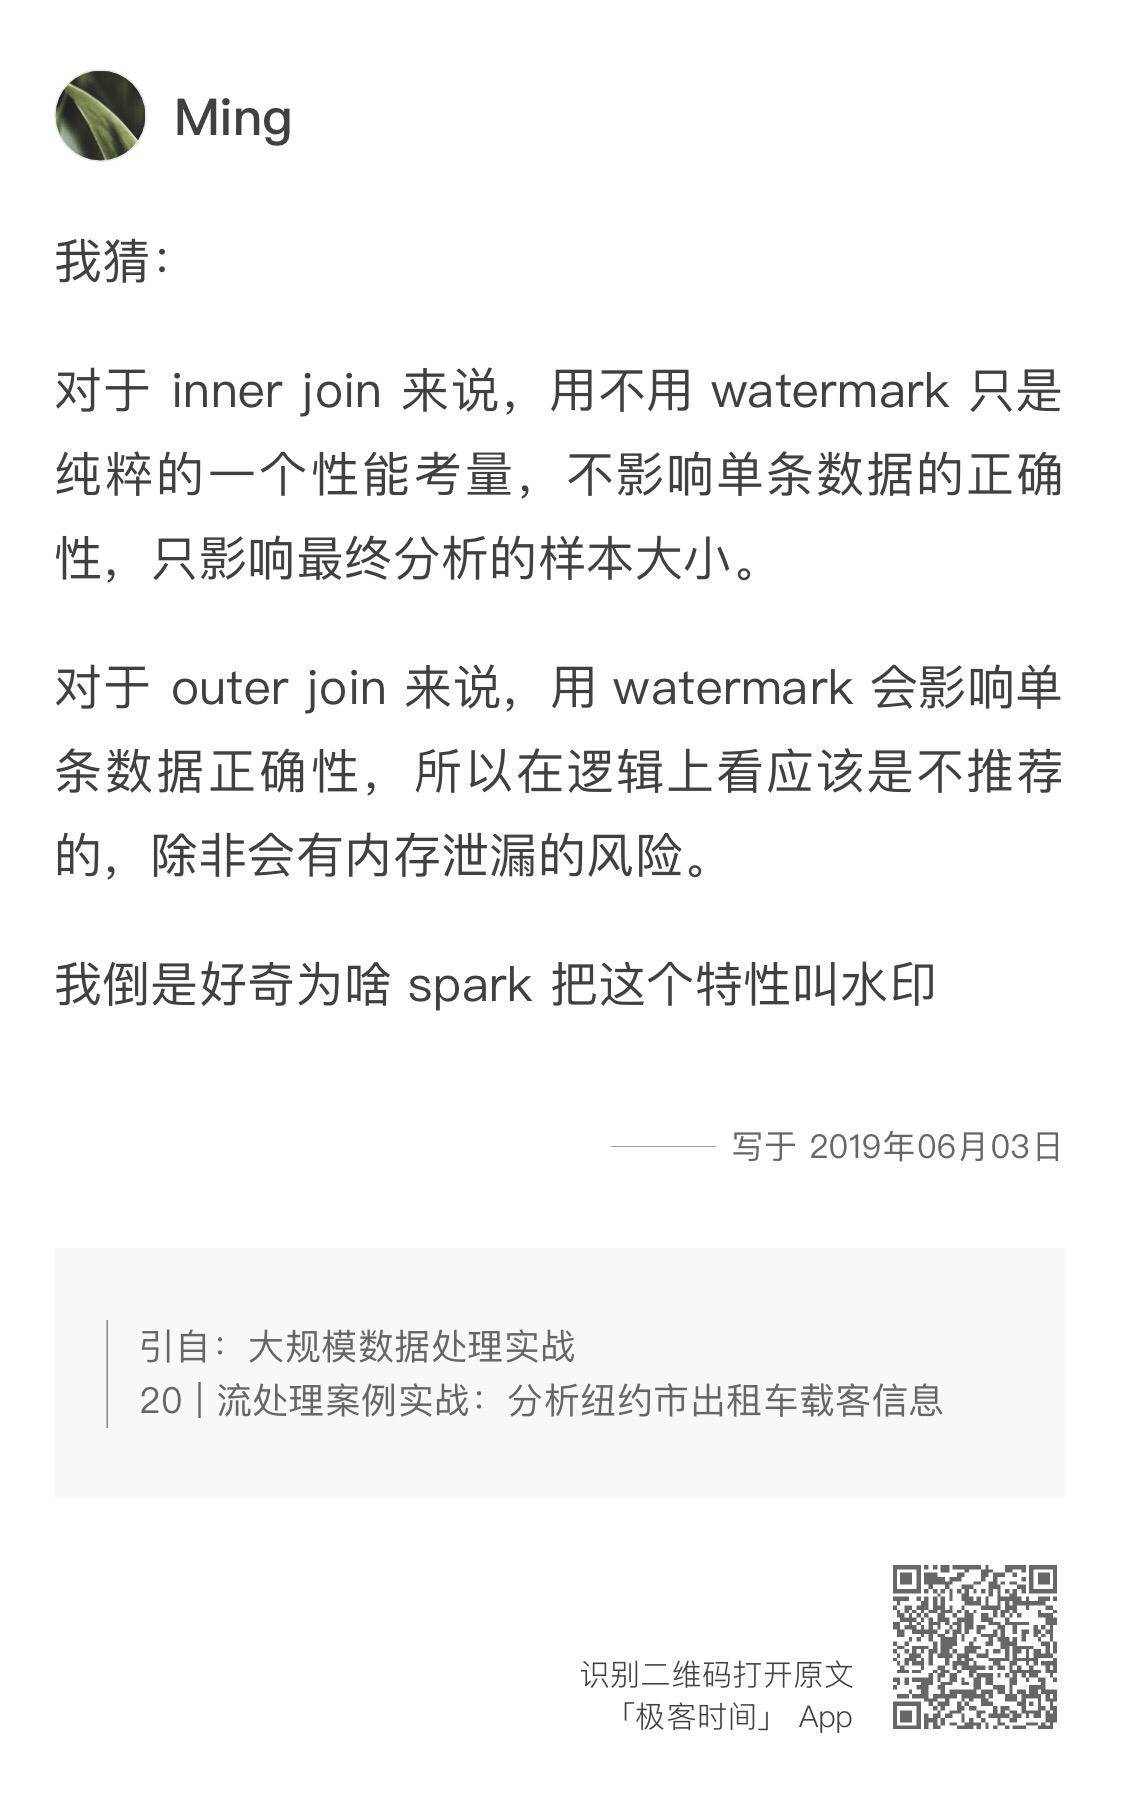 Ming
我猜：
对于 inner join 来说，用不用 watermark 只是
纯粹的一个性能考量，不影响单条数据的正确
性，只影响最终分析的样本大小。
对于 outer join 来说，用 watermark 会影响单
条数据正确性，所以在逻辑上看应该是不推荐
的，除非会有内存泄漏的风险。
我倒是好奇为啥 spark 把这个特性叫水印
写于 2019年06月03日
引自：大规模数据处理实战
20 | 流处理案例实战：分析纽约市出租车载客信息
识别二维码打开原文
「极客时间」 App